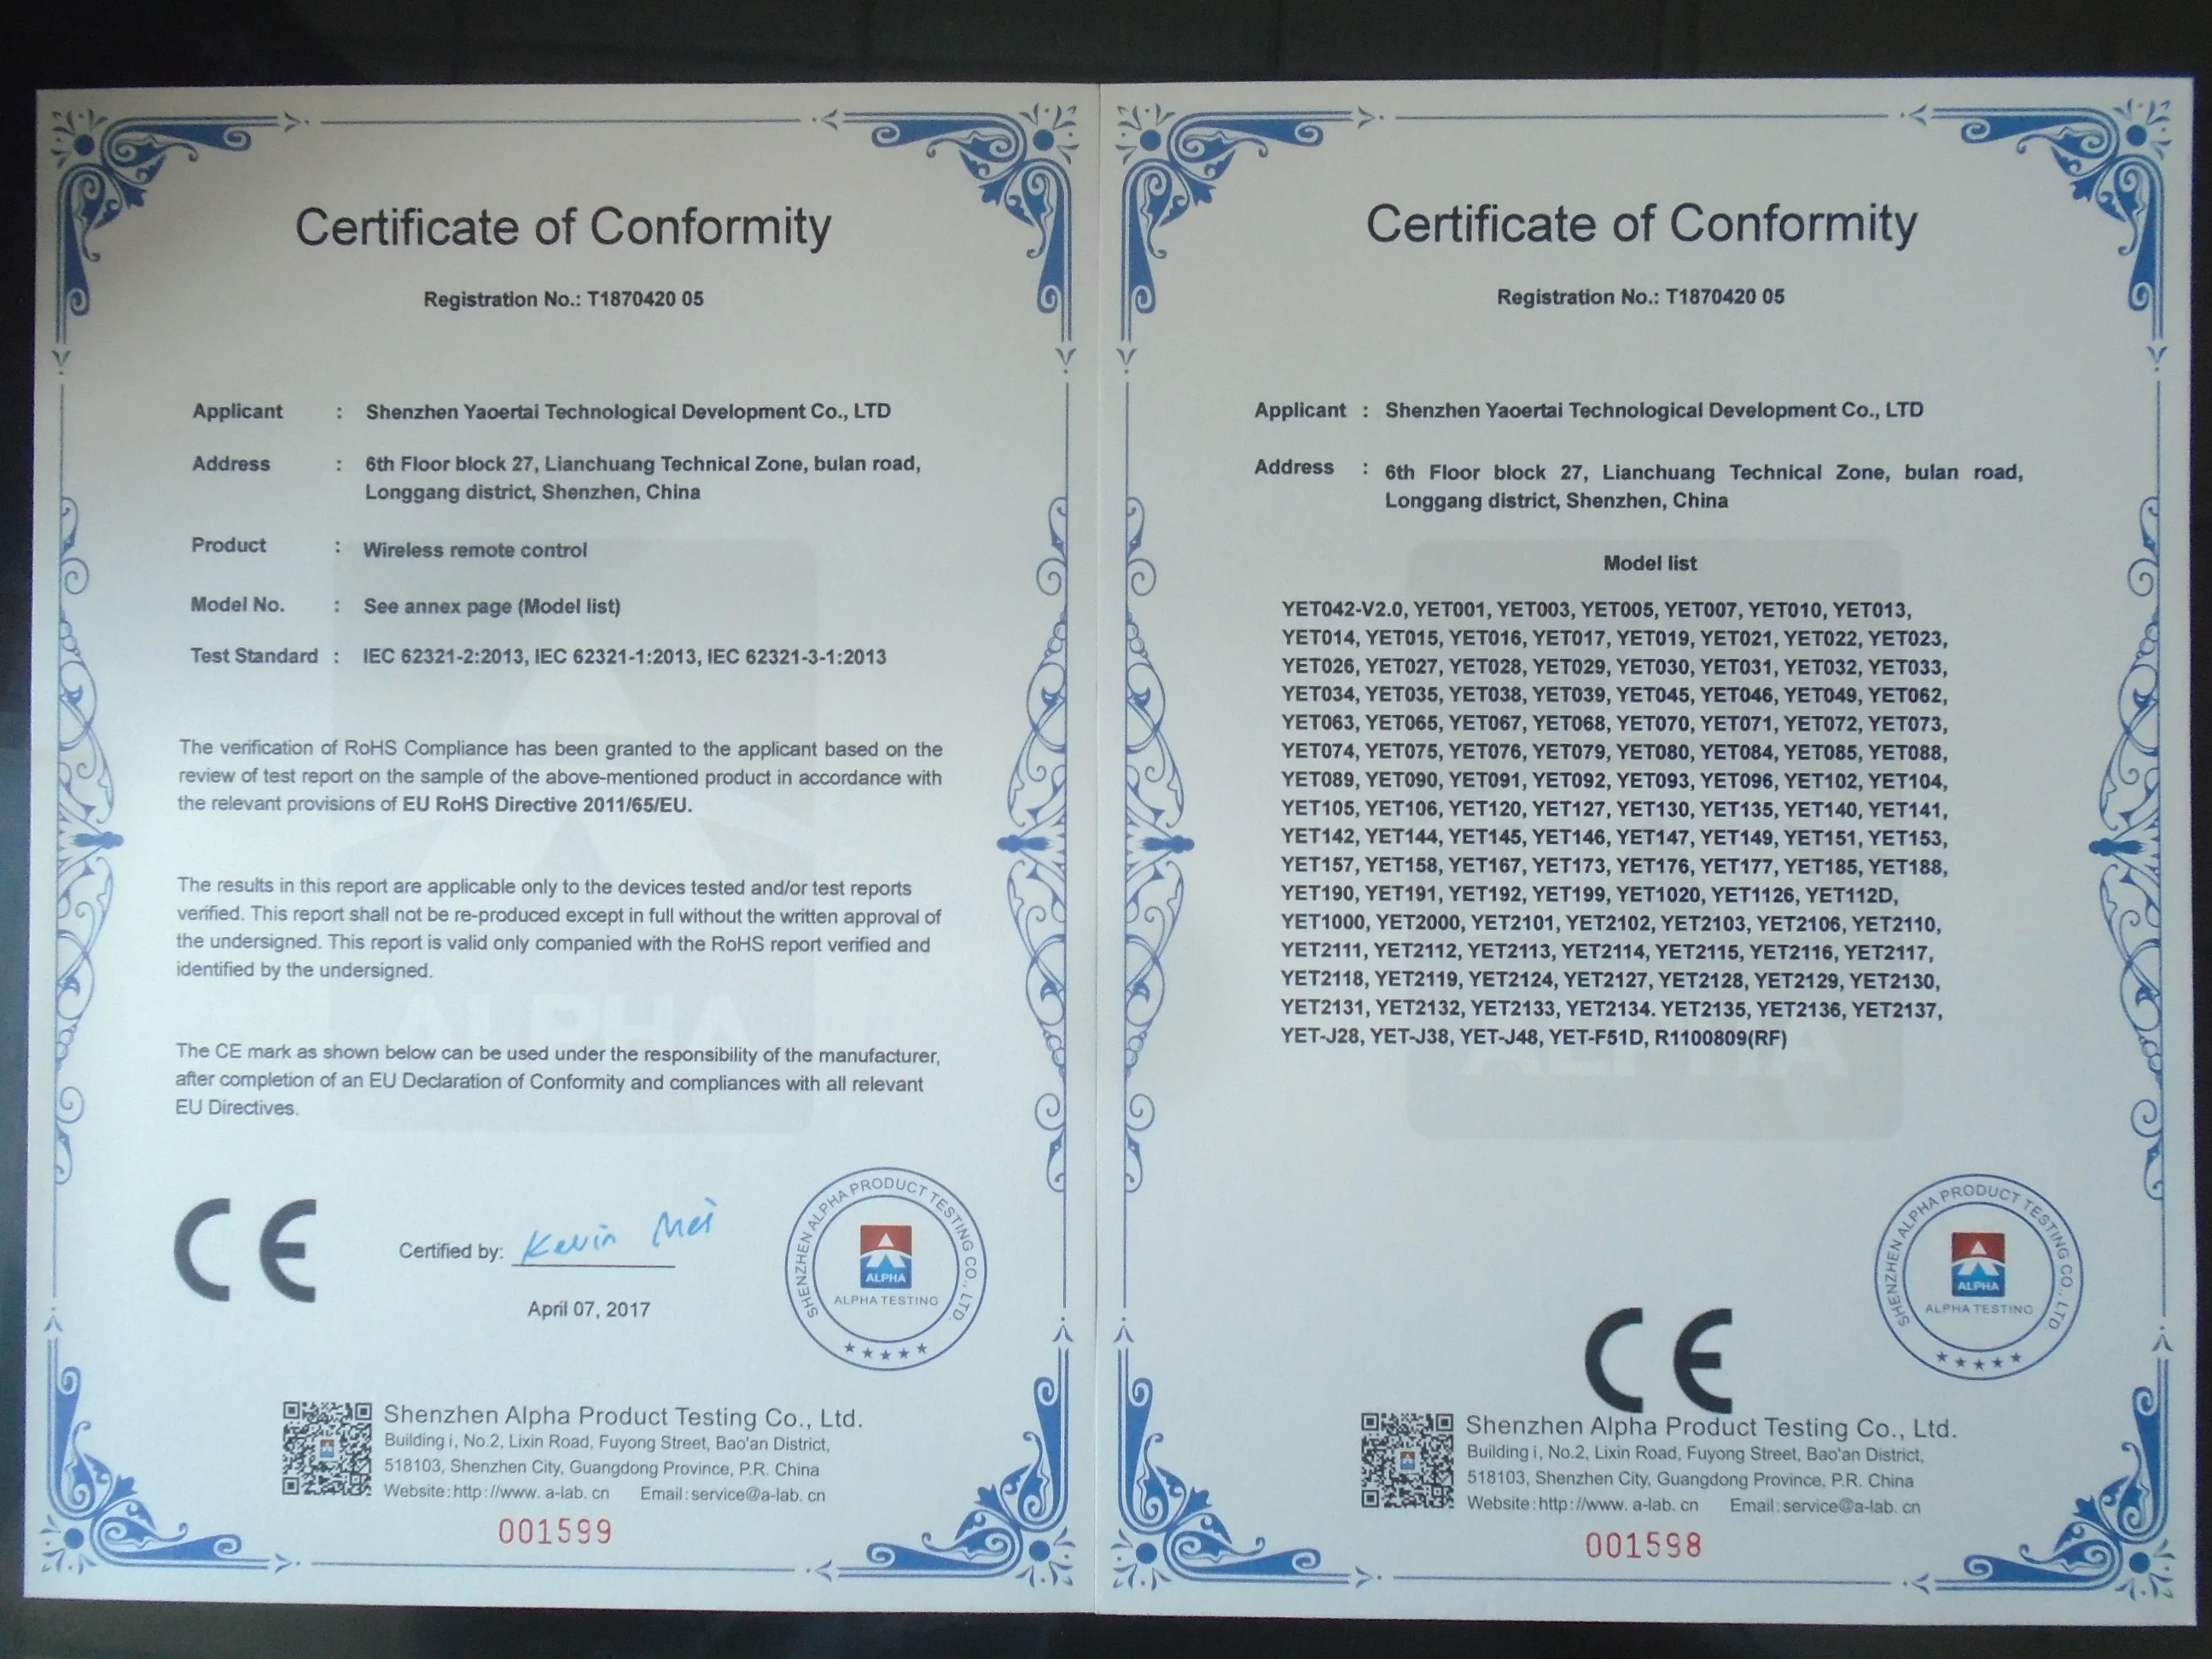 Certificate of Conformity
Registration No.: T1870420 05
Applicant : Shenzhen Yaoertai Technological Development Co., LTD
Address : 6th Floor block 27, Lianchuang Technical Zone, bulan road,
Longgang district, Shenzhen, China
Product : Wireless remote control
Model No. : See annex page (Model list)
Test Standard : IEC 62321-2:2013, IEC 62321-1:2013, IEC 62321-3-1:2013
The verification of RoHS Compliance has been granted to the applicant based on the
review of test report on the sample of the above-mentioned product in accordance with
the relevant provisions of EU RoHS Directive 2011/65/EU.
The results in this report are applicable only to the devices tested and/or test reports
verified. This report shall not be re-produced except in full without the written approval of
the undersigned. This report is valid only companied with the RoHS report verified and
identified by the undersigned.
ALPHA
The CE mark as shown below can be used under the responsibility of the manufacturer,
after completion of an EU Declaration of Conformity and compliances with all relevant
EU Directives.
CE
Certified by: Kevin Mei
April 07, 2017
SHENZHEN ALPHA PRODUCT TESTING CO., LTD.
ALPHA
ALPHA TESTING
Shenzhen Alpha Product Testing Co., Ltd.
Building i, No.2, Lixin Road, Fuyong Street, Bao'an District,
518103, Shenzhen City, Guangdong Province, P.R. China
Website:http://www. a-lab. cn Email:service@a-lab. cn
001599
Certificate of Conformity
Registration No.: T1870420 05
Applicant : Shenzhen Yaoertai Technological Development Co., LTD
Address : 6th Floor block 27, Lianchuang Technical Zone, bulan road,
Longgang district, Shenzhen, China
Model list
YET042-V2.0, YET001, YET003, YET005, YET007, YET010, YET013,
YET014, YET015, YET016, YET017, YET019, YET021, YET022, YET023,
YET026, YET027, YET028, YET029, YET030, YET031, YET032, YET033,
YET034, YET035, YET038, YET039, YET045, YET046, YET049, YET062,
YET063, YET065, YET067, YET068, YET070, YET071, YET072, YET073,
YET074, YET075, YET076, YET079, YET080, YET084, YET085, YET088,
YET089, YET090, YET091, YET092, YET093, YET096, YET102, YET104,
YET105, YET106, YET120, YET127, YET130, YET135, YET140, YET141,
YET142, YET144, YET145, YET146, YET147, YET149, YET151, YET153,
YET157, YET158, YET167, YET173, YET176, YET177, YET185, YET188,
YET190, YET191, YET192, YET199, YET1020, YET1126, YET112D,
YET1000, YET2000, YET2101, YET2102, YET2103, YET2106, YET2110,
YET2111, YET2112, YET2113, YET2114, YET2115, YET2116, YET2117,
YET2118, YET2119, YET2124, YET2127, YET2128, YET2129, YET2130,
YET2131, YET2132, YET2133, YET2134. YET2135, YET2136, YET2137,
YET-J28, YET-J38, YET-J48, YET-F51D, R1100809(RF)
ALPHA
SHENZHEN ALPHA PRODUCT TESTING CO., LTD.
ALPHA
ALPHA TESTING
CE
Shenzhen Alpha Product Testing Co., Ltd.
Building i, No.2, Lixin Road, Fuyong Street, Bao'an District,
518103, Shenzhen City, Guangdong Province, P.R. China
Website:http://www. a-lab. cn Email:service@a-lab. cn
001598